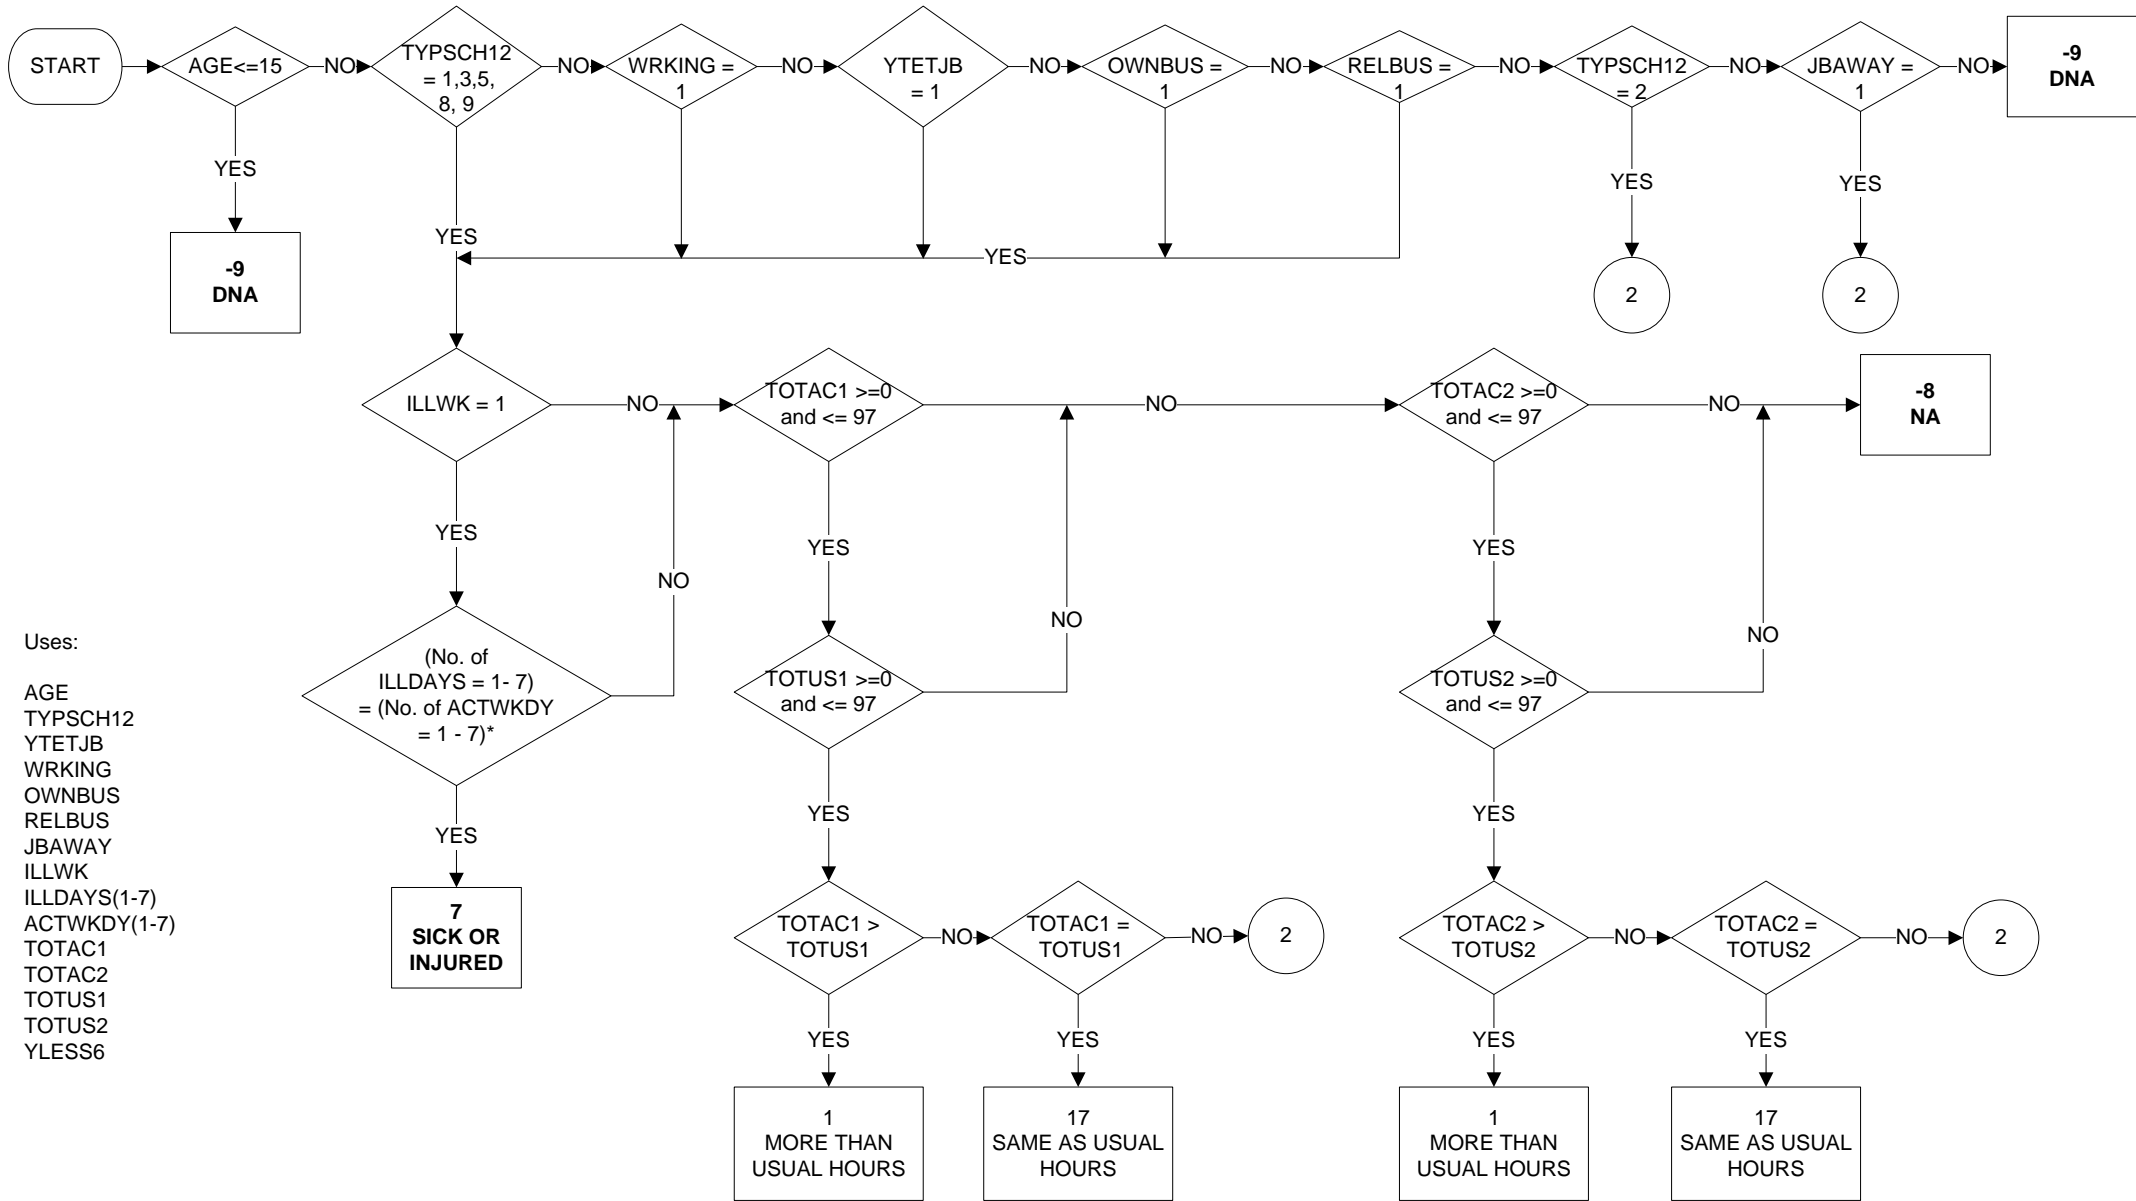 START
AGE<=15
NO
TYPSCH12
= 1,3,5,
8, 9
NO
WRKING =
1
NO
YTETJB
= 1
NO
OWNBUS =
1
NO
RELBUS =
1
NO
TYPSCH12
= 2
NO
JBAWAY =
1
NO
-9
DNA
YES
YES
YES
YES
YES
-9
DNA
2
2
ILLWK = 1
NO
TOTAC1 >=0
and <= 97
NO
TOTAC2 >=0
and <= 97
NO
-8
NA
YES
YES
YES
NO
NO
NO
(No. of
ILLDAYS = 1- 7)
= (No. of ACTWKDY
= 1 - 7)*
TOTUS1 >=0
and <= 97
TOTUS2 >=0
and <= 97
YES
YES
YES
7
SICK OR
INJURED
TOTAC1 >
TOTUS1
NO
TOTAC1 =
TOTUS1
NO
2
TOTAC2 >
TOTUS2
NO
TOTAC2 =
TOTUS2
NO
2
YES
YES
YES
YES
1
MORE THAN
USUAL HOURS
17
SAME AS USUAL
HOURS
1
MORE THAN
USUAL HOURS
17
SAME AS USUAL
HOURS
Uses:
AGE
TYPSCH12
YTETJB
WRKING
OWNBUS
RELBUS
JBAWAY
ILLWK
ILLDAYS(1-7)
ACTWKDY(1-7)
TOTAC1
TOTAC2
TOTUS1
TOTUS2
YLESS6